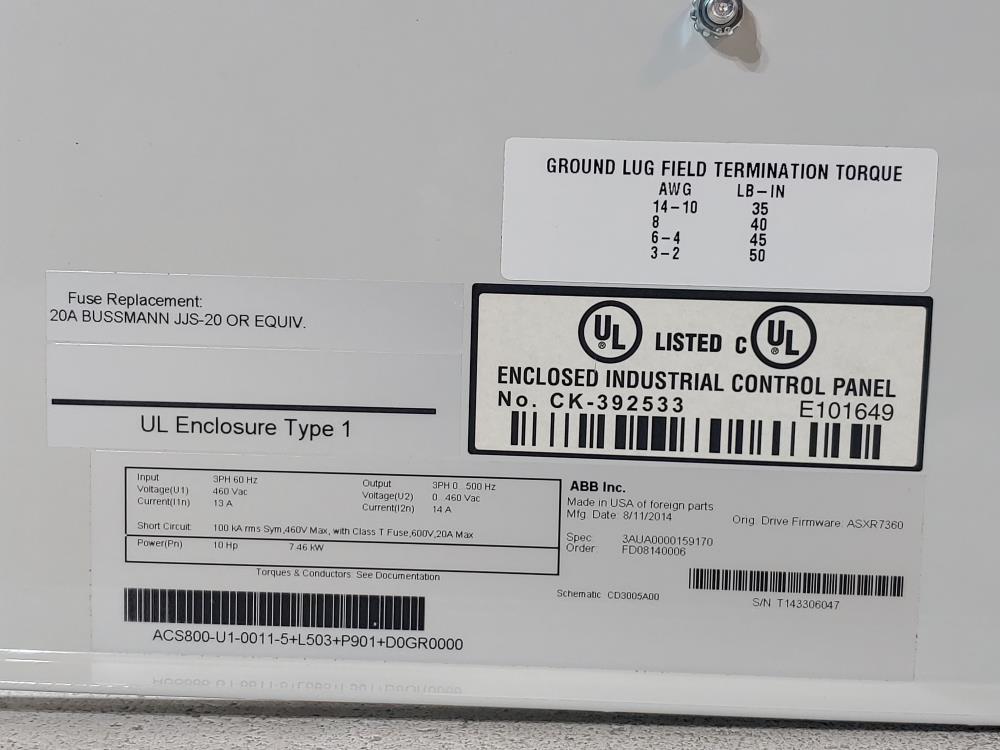 GROUND LUG FIELD TERMINATION TORQUE
AWG LB-IN
14-10 35
8 40
6-4 45
3-2 50
Fuse Replacement:
20A BUSSMANN JJS-20 OR EQUIV.
UL Enclosure Type 1
UL ® LISTED C UL ®
ENCLOSED INDUSTRIAL CONTROL PANEL
No. CK-392533 E101649
Input 3PH 60 Hz Output 3PH 0...500 Hz
Voltage(U1) 460 Vac Voltage(U2) 0...460 Vac
Current(I1n) 13 A Current(I2n) 14 A
Short Circuit: 100 kA rms Sym,460V Max, with Class T Fuse,600V,20A Max
Power(Pn) 10 Hp 7.46 kW
Torques & Conductors: See Documentation
ACS800-U1-0011-5+L503+P901+D0GR0000
ABB Inc.
Made in USA of foreign parts
Mfg. Date: 8/11/2014 Orig. Drive Firmware: ASXR7360
Spec: 3AUA0000159170
Order: FD08140006
Schematic: CD3005A00
S/N T143306047